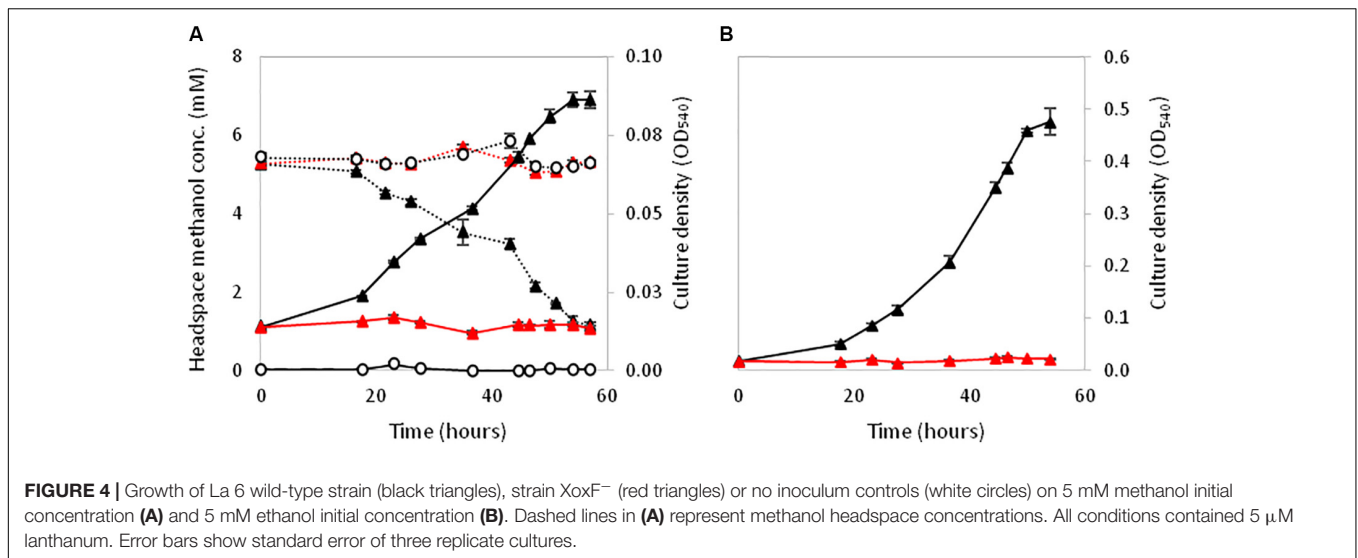 A
B
8
6
4
2
0
Headspace methanol conc. (mM)
0.10
0.08
0.05
0.03
0.00
Culture density (OD540)
0
20
40
60
Time (hours)
0.6
0.5
0.4
0.3
0.2
0.1
0.0
Culture density (OD540)
0
20
40
60
Time (hours)
FIGURE 4 | Growth of La 6 wild-type strain (black triangles), strain XoxF− (red triangles) or no inoculum controls (white circles) on 5 mM methanol initial
concentration (A) and 5 mM ethanol initial concentration (B). Dashed lines in (A) represent methanol headspace concentrations. All conditions contained 5 μM
lanthanum. Error bars show standard error of three replicate cultures.